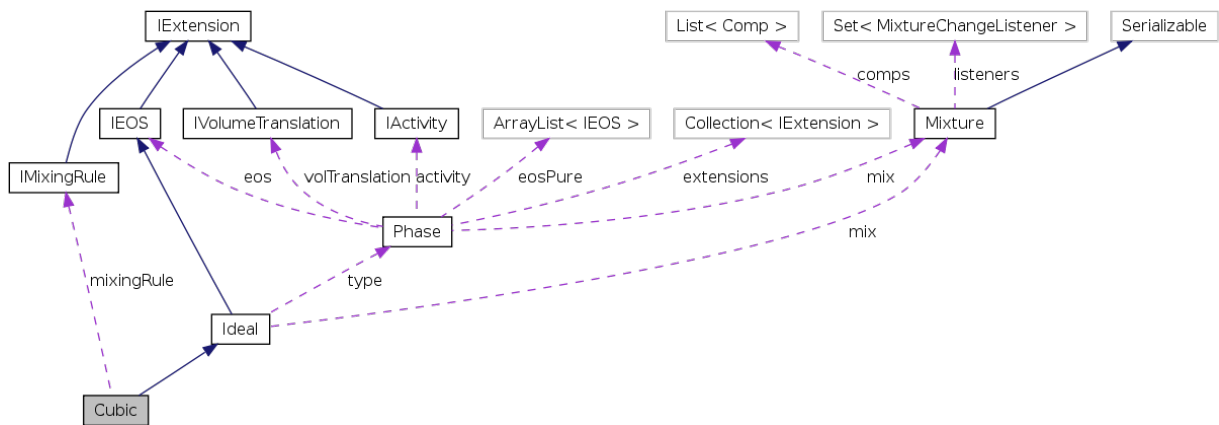 IExtension
List< Comp >
Set< MixtureChangeListener >
Serializable
comps
listeners
IEOS
IVolumeTranslation
IActivity
ArrayList< IEOS >
Collection< IExtension >
Mixture
IMixingRule
eos
volTranslation
activity
eosPure
extensions
mix
Phase
mix
mixingRule
type
Ideal
Cubic